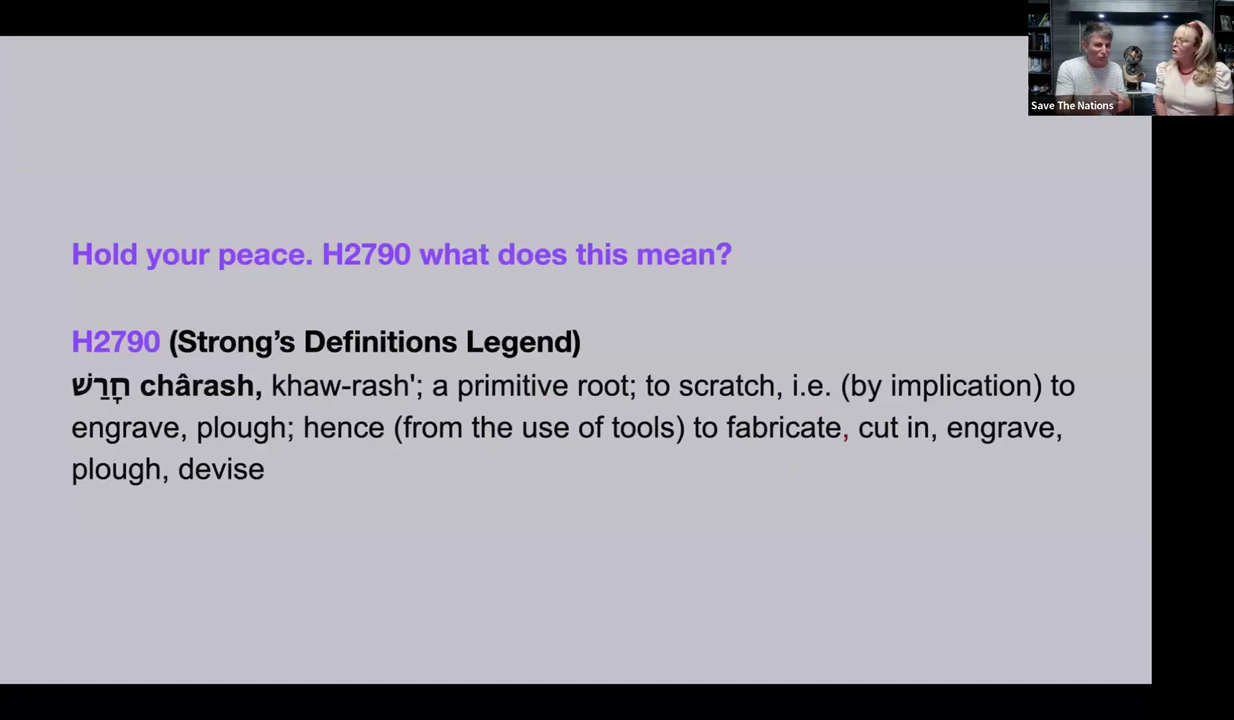 Save The Nations
Hold your peace. H2790 what does this mean?
H2790 (Strong’s Definitions Legend)
חָרַשׁ chârash, khaw-rash'; a primitive root; to scratch, i.e. (by implication) to
engrave, plough; hence (from the use of tools) to fabricate, cut in, engrave,
plough, devise